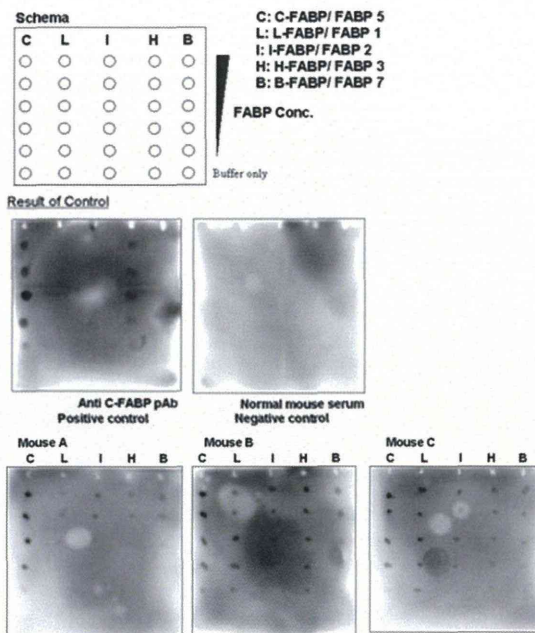 Schema
C L I H B
C: C-FABP/ FABP 5
L: L-FABP/ FABP 1
I: I-FABP/ FABP 2
H: H-FABP/ FABP 3
B: B-FABP/ FABP 7
FABP Conc.
Buffer only
Result of Control
Anti C-FABP pAb
Positive control
Normal mouse serum
Negative control
Mouse A
C L I H B
Mouse B
C L I H B
Mouse C
C L I H B